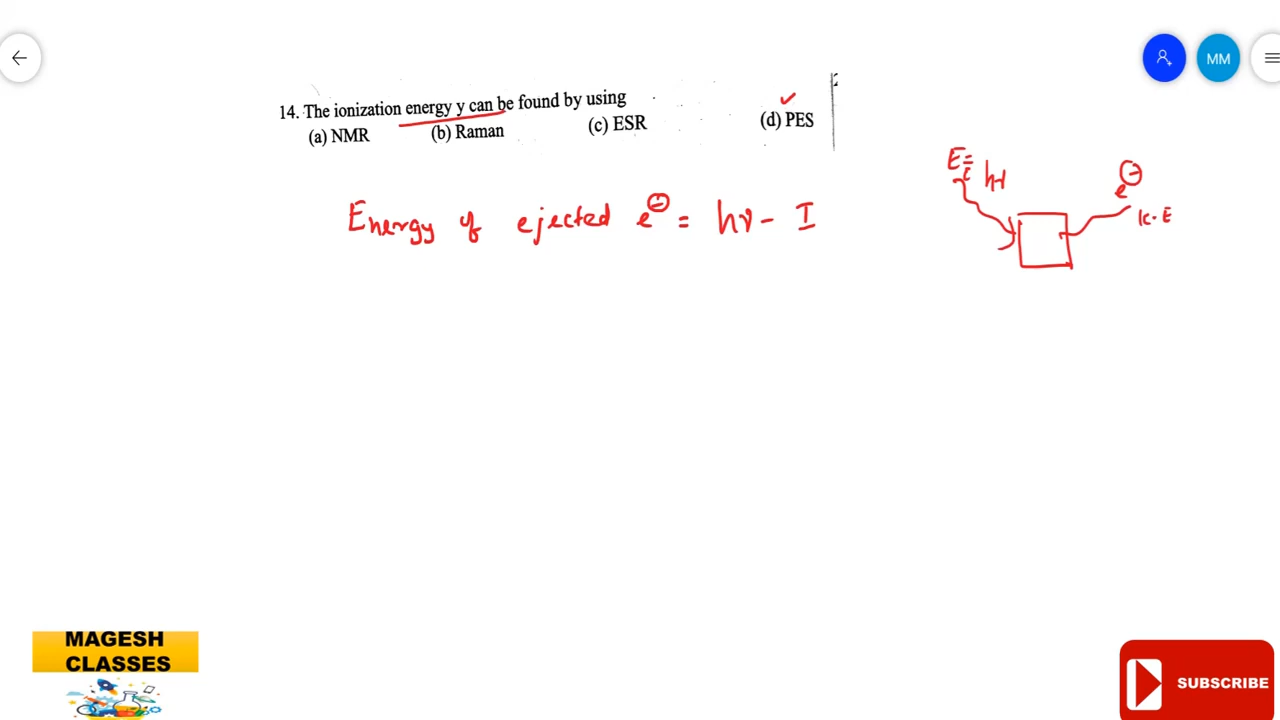 MM
14. The ionization energy y can be found by using
(a) NMR (b) Raman (c) ESR (d) PES
E=
hν
e⊖
K.E
Energy of ejected e⊖ = hν - I
MAGESH
CLASSES
SUBSCRIBE